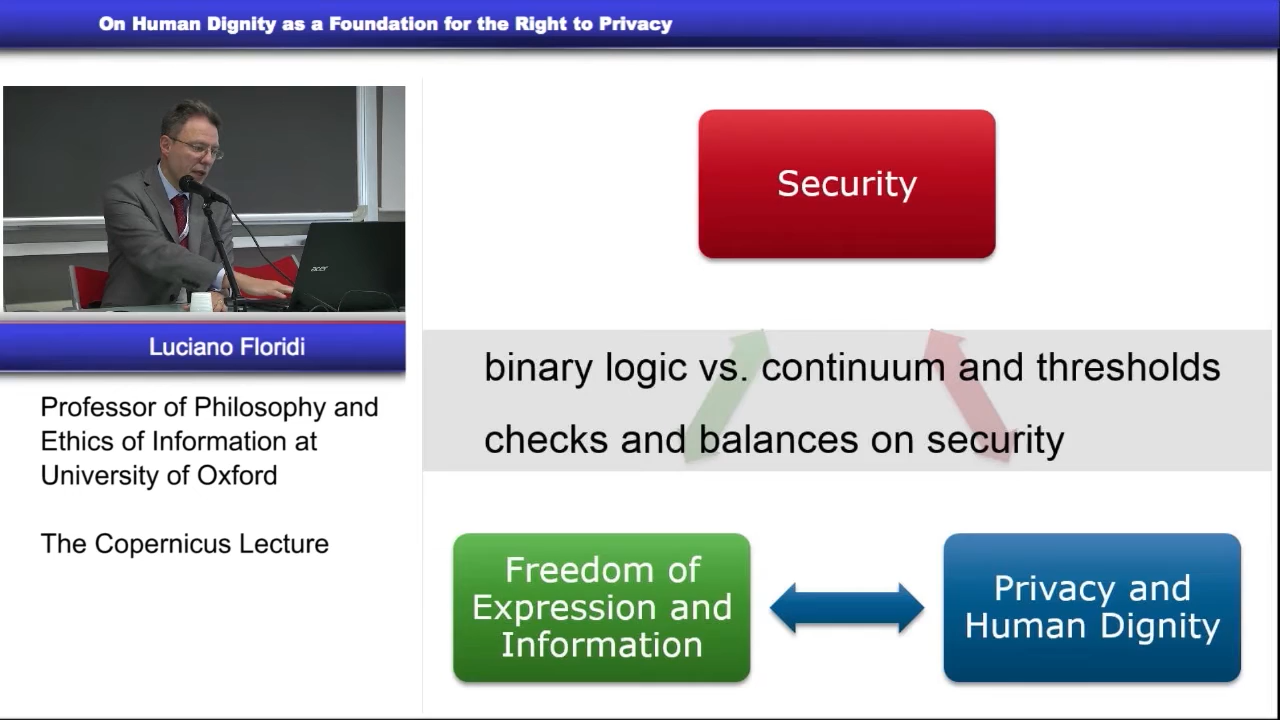 On Human Dignity as a Foundation for the Right to Privacy
acer
Luciano Floridi
Professor of Philosophy and
Ethics of Information at
University of Oxford
The Copernicus Lecture
Security
binary logic vs. continuum and thresholds
checks and balances on security
Freedom of
Expression and
Information
Privacy and
Human Dignity